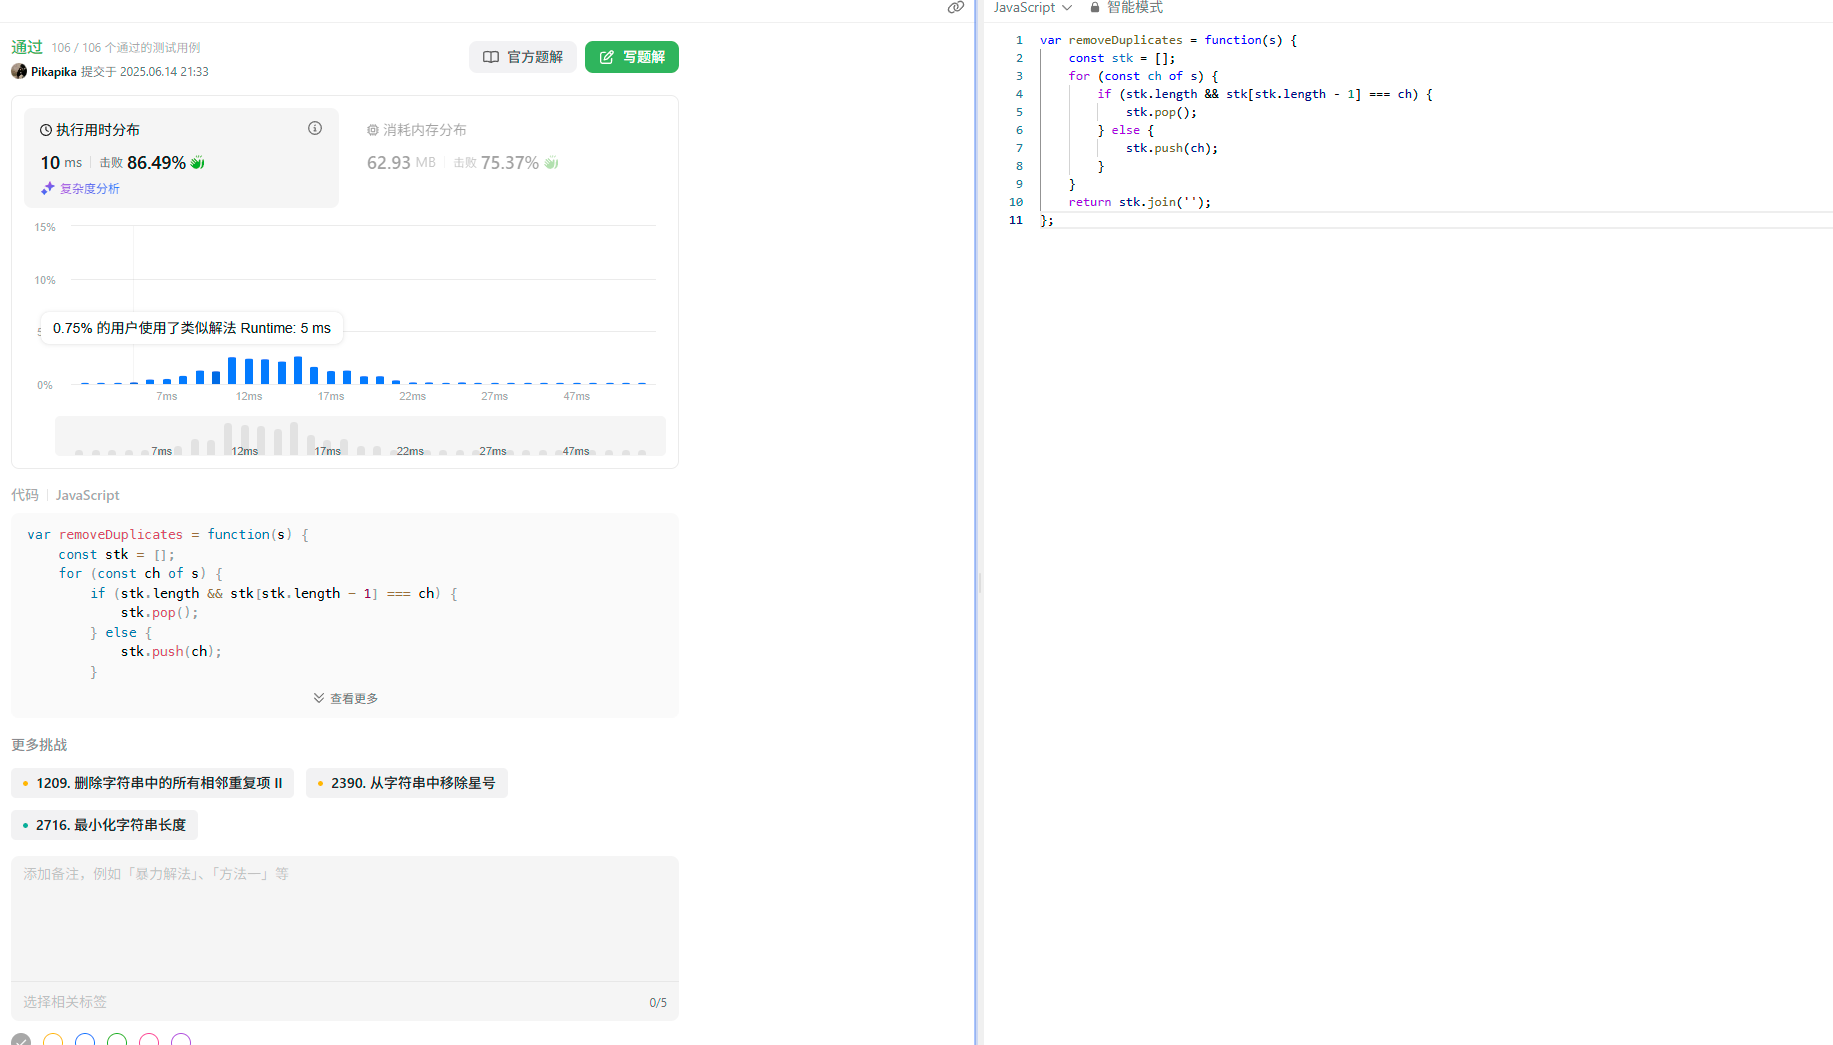 通过 106 / 106 个通过的测试用例
Pikapika 提交于 2025.06.14 21:33
官方题解
写题解
执行用时分布
10 ms 击败 86.49%
复杂度分析
消耗内存分布
62.93 MB 击败 75.37%
15%
10%
0.75% 的用户使用了类似解法 Runtime: 5 ms
0%
7ms 12ms 17ms 22ms 27ms 47ms
7ms 12ms 17ms 22ms 27ms 47ms
代码 JavaScript
var removeDuplicates = function(s) {
    const stk = [];
    for (const ch of s) {
        if (stk.length && stk[stk.length - 1] === ch) {
            stk.pop();
        } else {
            stk.push(ch);
        }
查看更多
更多挑战
1209. 删除字符串中的所有相邻重复项 II
2390. 从字符串中移除星号
2716. 最小化字符串长度
添加备注，例如「暴力解法」、「方法一」等
选择相关标签 0/5
JavaScript 智能模式
1 var removeDuplicates = function(s) {
2     const stk = [];
3     for (const ch of s) {
4         if (stk.length && stk[stk.length - 1] === ch) {
5             stk.pop();
6         } else {
7             stk.push(ch);
8         }
9     }
10     return stk.join('');
11 };